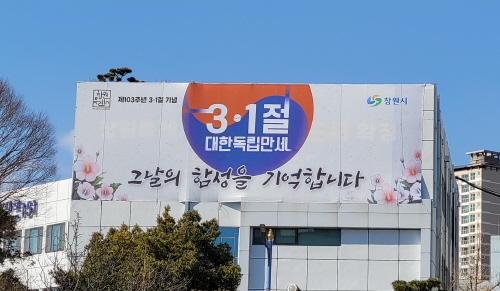 제103주년 3·1절 기념
3·1절
대한독립만세
창원시
그날의 함성을 기억합니다